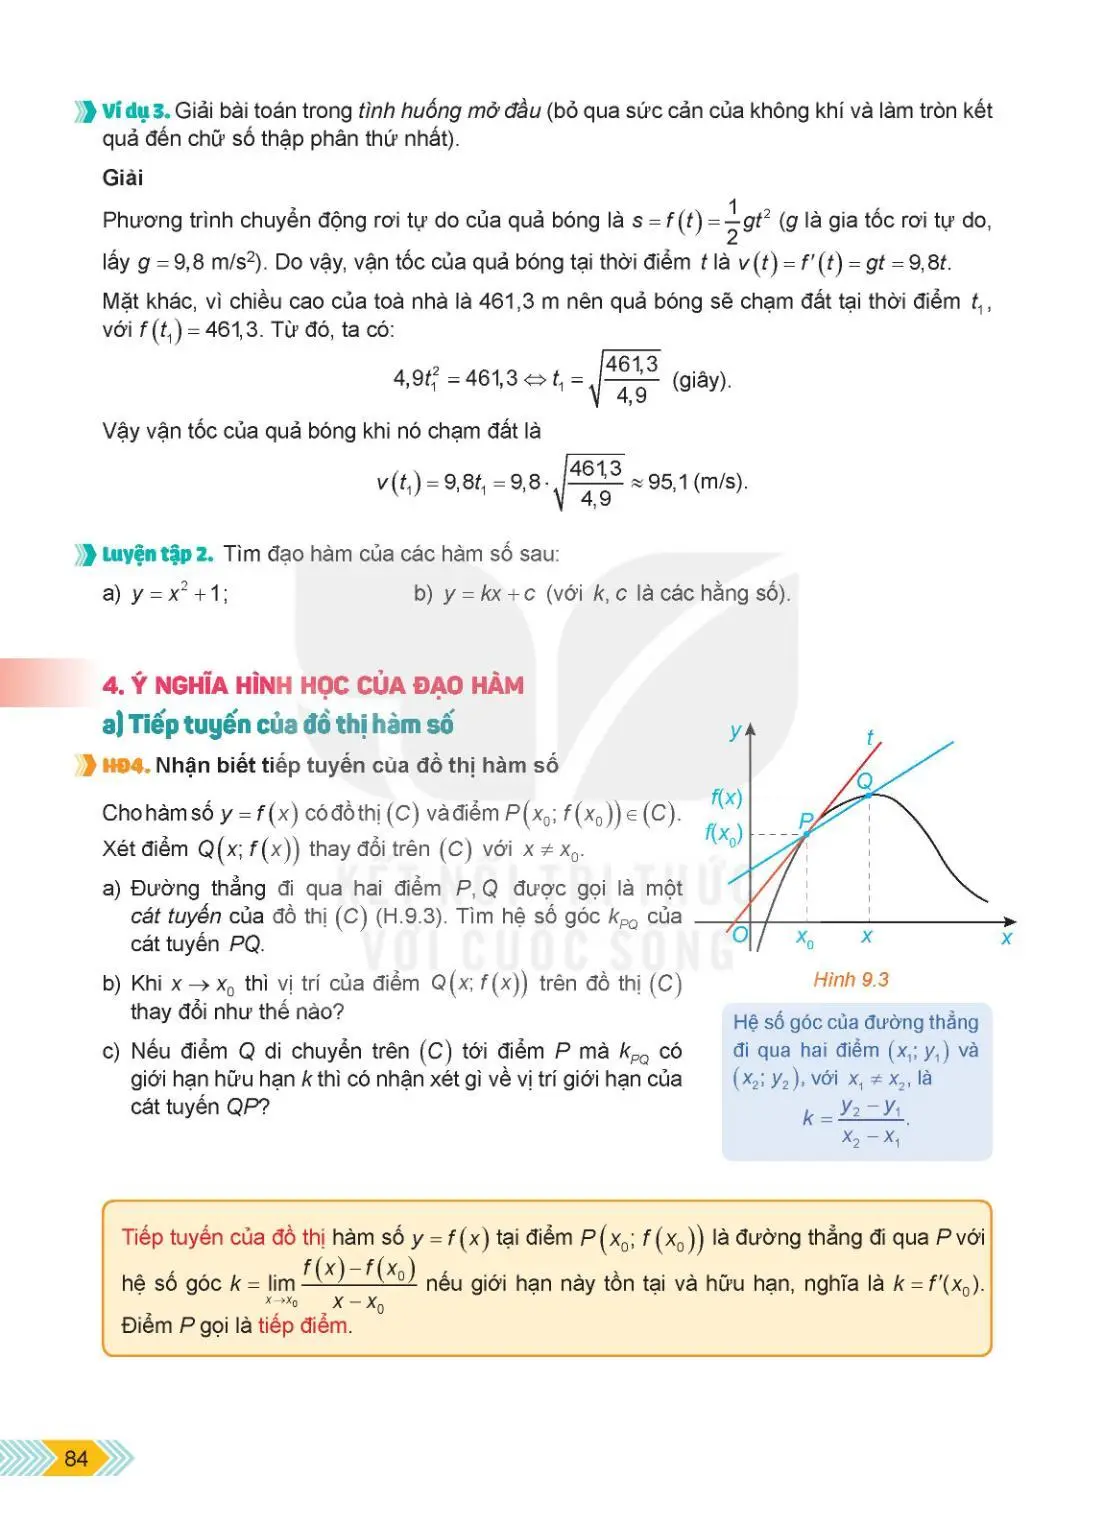 Ví dụ 3. Giải bài toán trong tình huống mở đầu (bỏ qua sức cản của không khí và làm tròn kết
quả đến chữ số thập phân thứ nhất).
Giải
Phương trình chuyển động rơi tự do của quả bóng là s = f(t) = 1/2 gt² (g là gia tốc rơi tự do,
lấy g = 9,8 m/s²). Do vậy, vận tốc của quả bóng tại thời điểm t là v(t) = f′(t) = gt = 9,8t.
Mặt khác, vì chiều cao của toà nhà là 461,3 m nên quả bóng sẽ chạm đất tại thời điểm t₁,
với f(t₁) = 461,3. Từ đó, ta có:
4,9t₁² = 461,3 ⇔ t₁ = √(461,3/4,9) (giây).
Vậy vận tốc của quả bóng khi nó chạm đất là
v(t₁) = 9,8t₁ = 9,8 · √(461,3/4,9) ≈ 95,1 (m/s).
Luyện tập 2. Tìm đạo hàm của các hàm số sau:
a) y = x² + 1; b) y = kx + c (với k, c là các hằng số).
4. Ý NGHĨA HÌNH HỌC CỦA ĐẠO HÀM
a) Tiếp tuyến của đồ thị hàm số
HĐ4. Nhận biết tiếp tuyến của đồ thị hàm số
Cho hàm số y = f(x) có đồ thị (C) và điểm P(x₀; f(x₀)) ∈ (C).
Xét điểm Q(x; f(x)) thay đổi trên (C) với x ≠ x₀.
a) Đường thẳng đi qua hai điểm P, Q được gọi là một
cát tuyến của đồ thị (C) (H.9.3). Tìm hệ số góc k_PQ của
cát tuyến PQ.
b) Khi x → x₀ thì vị trí của điểm Q(x; f(x)) trên đồ thị (C)
thay đổi như thế nào?
c) Nếu điểm Q di chuyển trên (C) tới điểm P mà k_PQ có
giới hạn hữu hạn k thì có nhận xét gì về vị trí giới hạn của
cát tuyến QP?
y
t
Q
f(x)
P
f(x₀)
O
x₀
x
x
Hình 9.3
Hệ số góc của đường thẳng
đi qua hai điểm (x₁; y₁) và
(x₂; y₂), với x₁ ≠ x₂, là
k = (y₂ − y₁)/(x₂ − x₁).
Tiếp tuyến của đồ thị hàm số y = f(x) tại điểm P(x₀; f(x₀)) là đường thẳng đi qua P với
hệ số góc k = lim x→x₀ (f(x) − f(x₀))/(x − x₀) nếu giới hạn này tồn tại và hữu hạn, nghĩa là k = f′(x₀).
Điểm P gọi là tiếp điểm.
KẾT NỐI TRI THỨC
VỚI CUỘC SỐNG
84